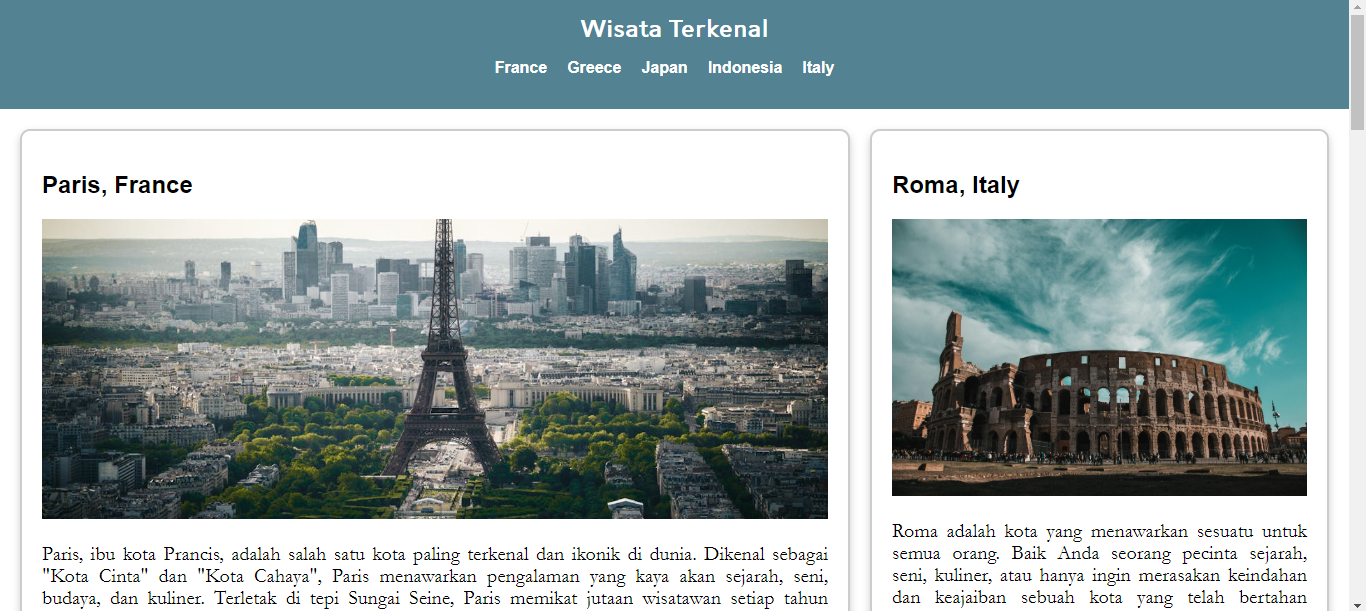 Wisata Terkenal
France Greece Japan Indonesia Italy
Paris, France
Paris, ibu kota Prancis, adalah salah satu kota paling terkenal dan ikonik di dunia. Dikenal sebagai
"Kota Cinta" dan "Kota Cahaya", Paris menawarkan pengalaman yang kaya akan sejarah, seni,
budaya, dan kuliner. Terletak di tepi Sungai Seine, Paris memikat jutaan wisatawan setiap tahun
Roma, Italy
Roma adalah kota yang menawarkan sesuatu untuk
semua orang. Baik Anda seorang pecinta sejarah,
seni, kuliner, atau hanya ingin merasakan keindahan
dan keajaiban sebuah kota yang telah bertahan